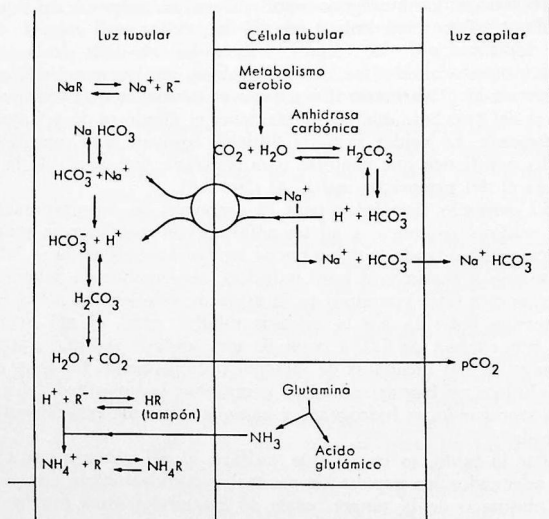 Luz tubular
Célula tubular
Luz capilar
NaR ⇌ Na⁺ + R⁻
Na HCO₃
HCO₃⁻ + Na⁺
HCO₃⁻ + H⁺
H₂CO₃
H₂O + CO₂
H⁺ + R⁻ ⇌ HR
(tampón)
NH₄⁺ + R⁻ ⇌ NH₄R
Metabolismo
aerobio
Anhidrasa
carbónica
CO₂ + H₂O ⇌ H₂CO₃
Na⁺
H⁺ + HCO₃⁻
Na⁺ + HCO₃⁻
Glutamina
NH₃
Acido
glutámico
Na⁺ HCO₃⁻
pCO₂